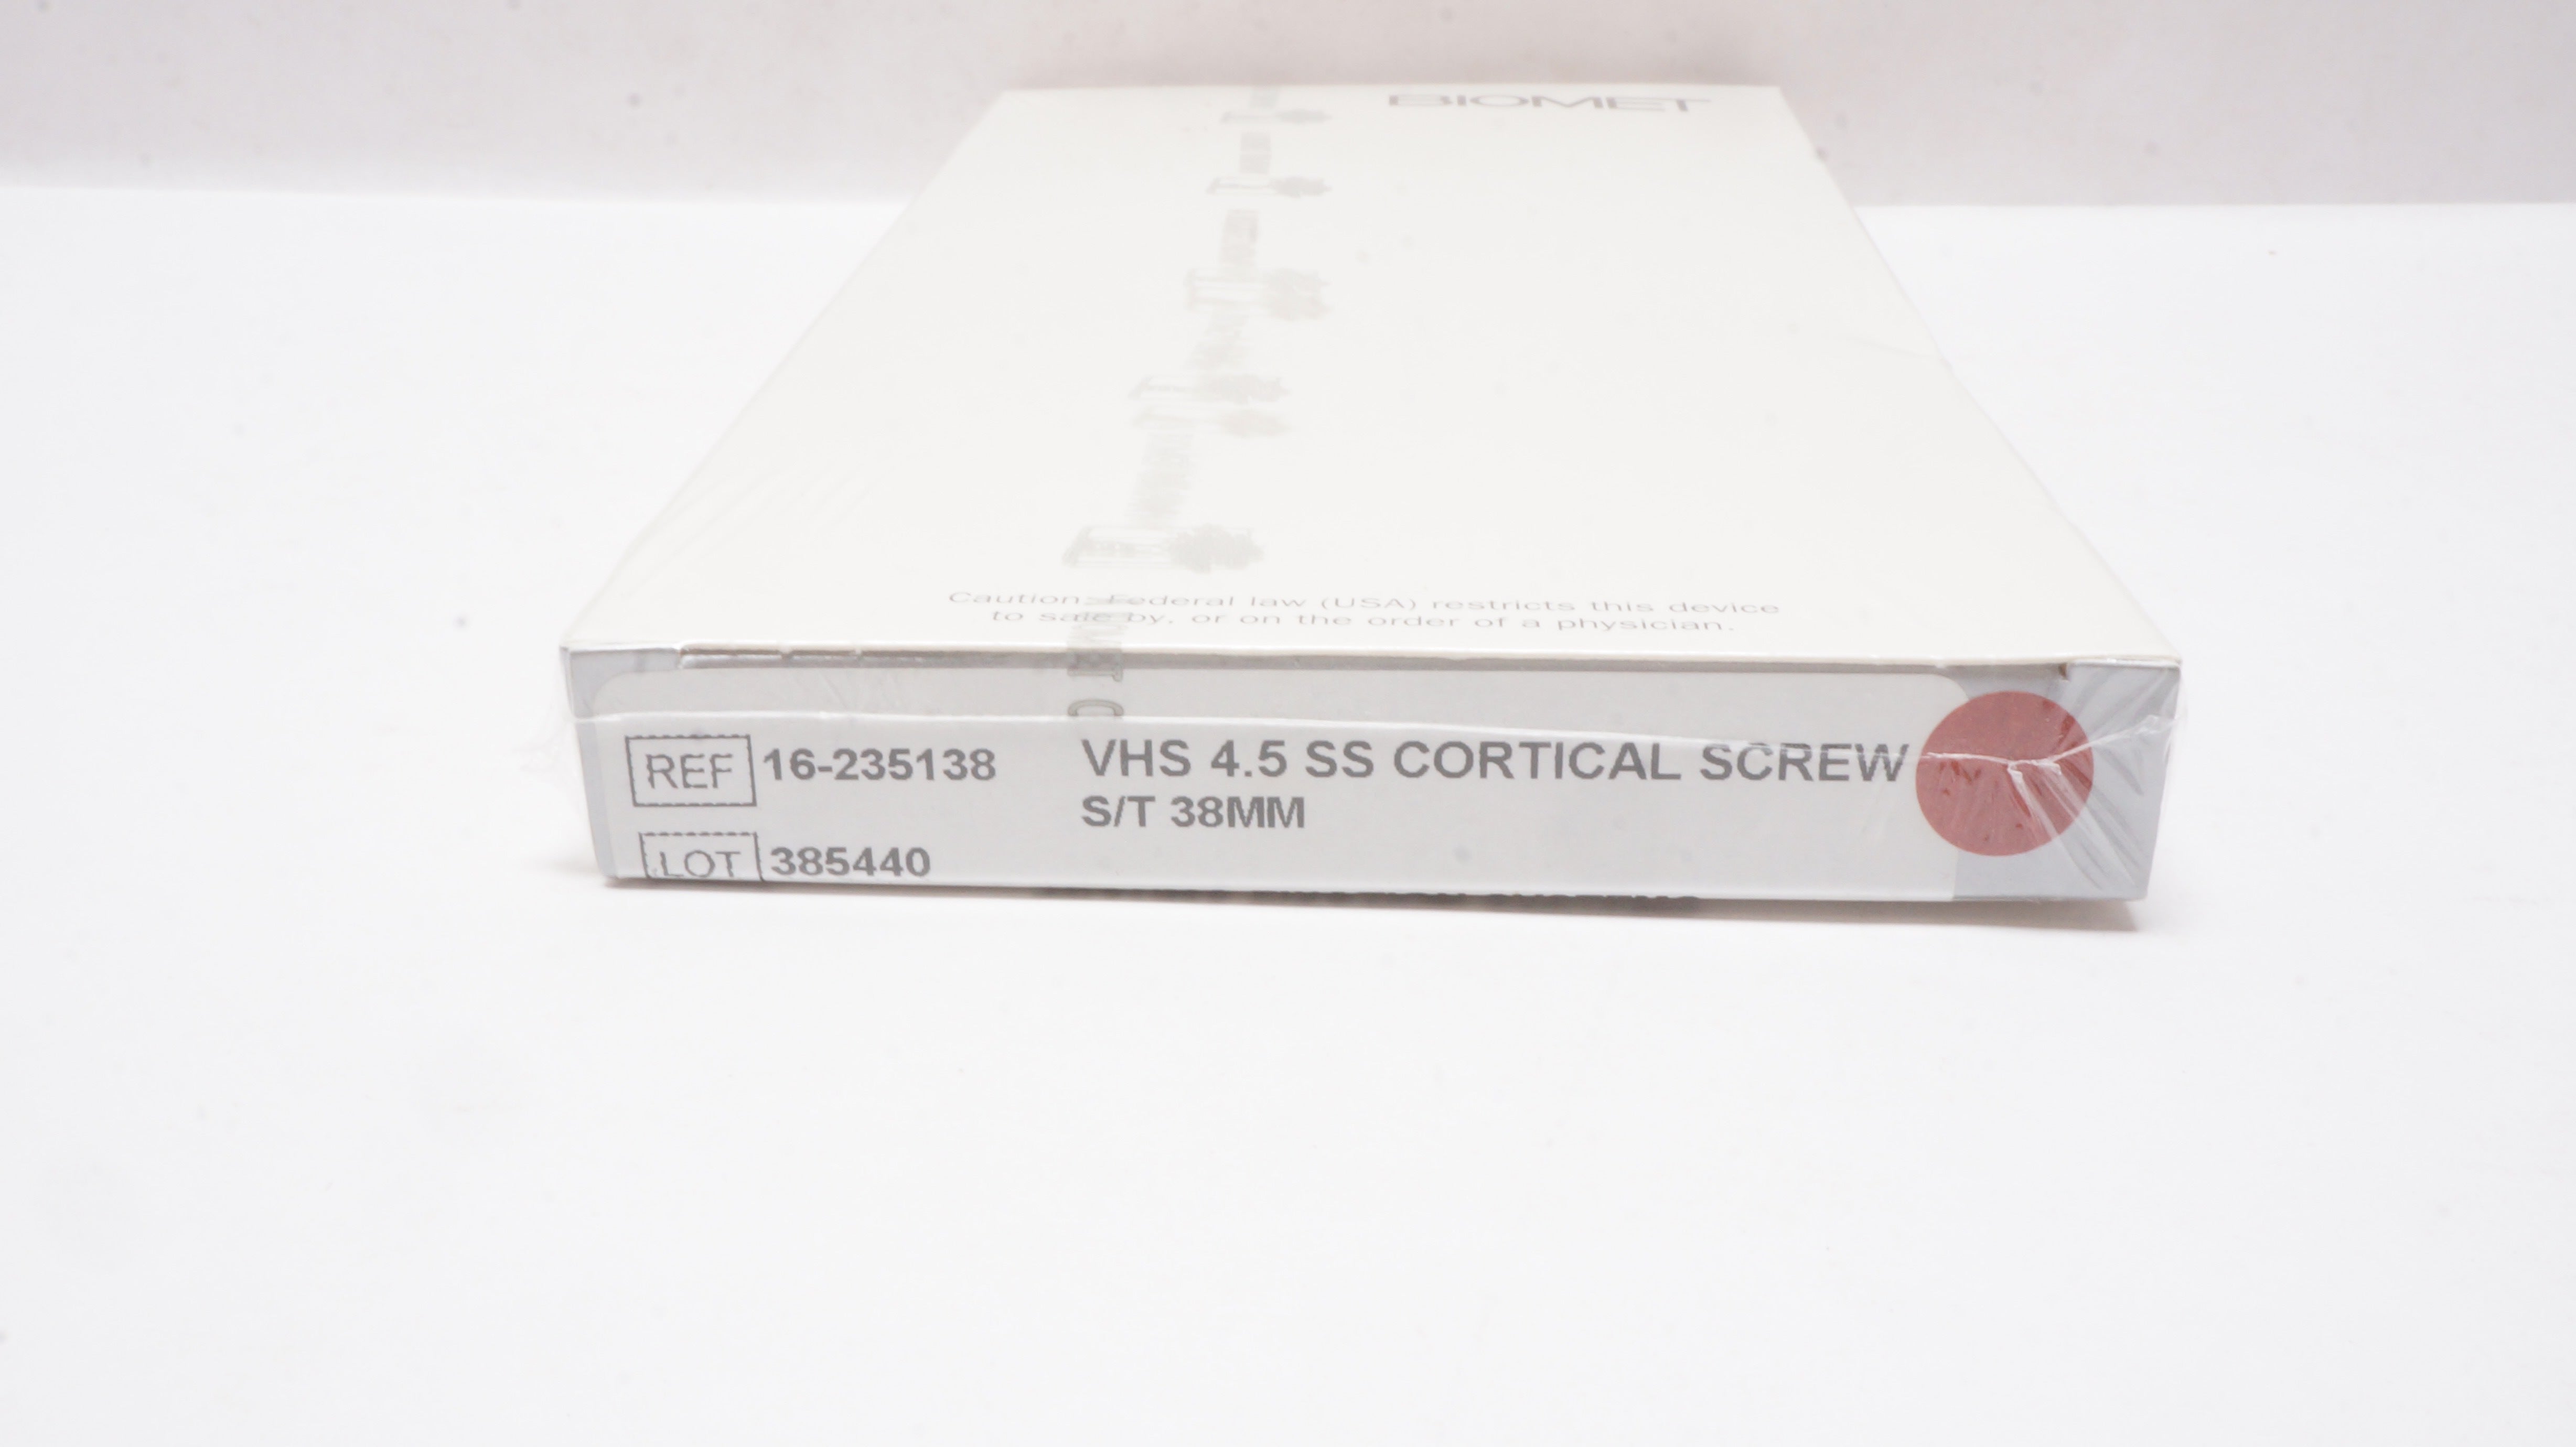 BIOMET
Caution: Federal law (USA) restricts this device
to sale by, or on the order of a physician.
REF 16-235138
VHS 4.5 SS CORTICAL SCREW
S/T 38MM
LOT 385440